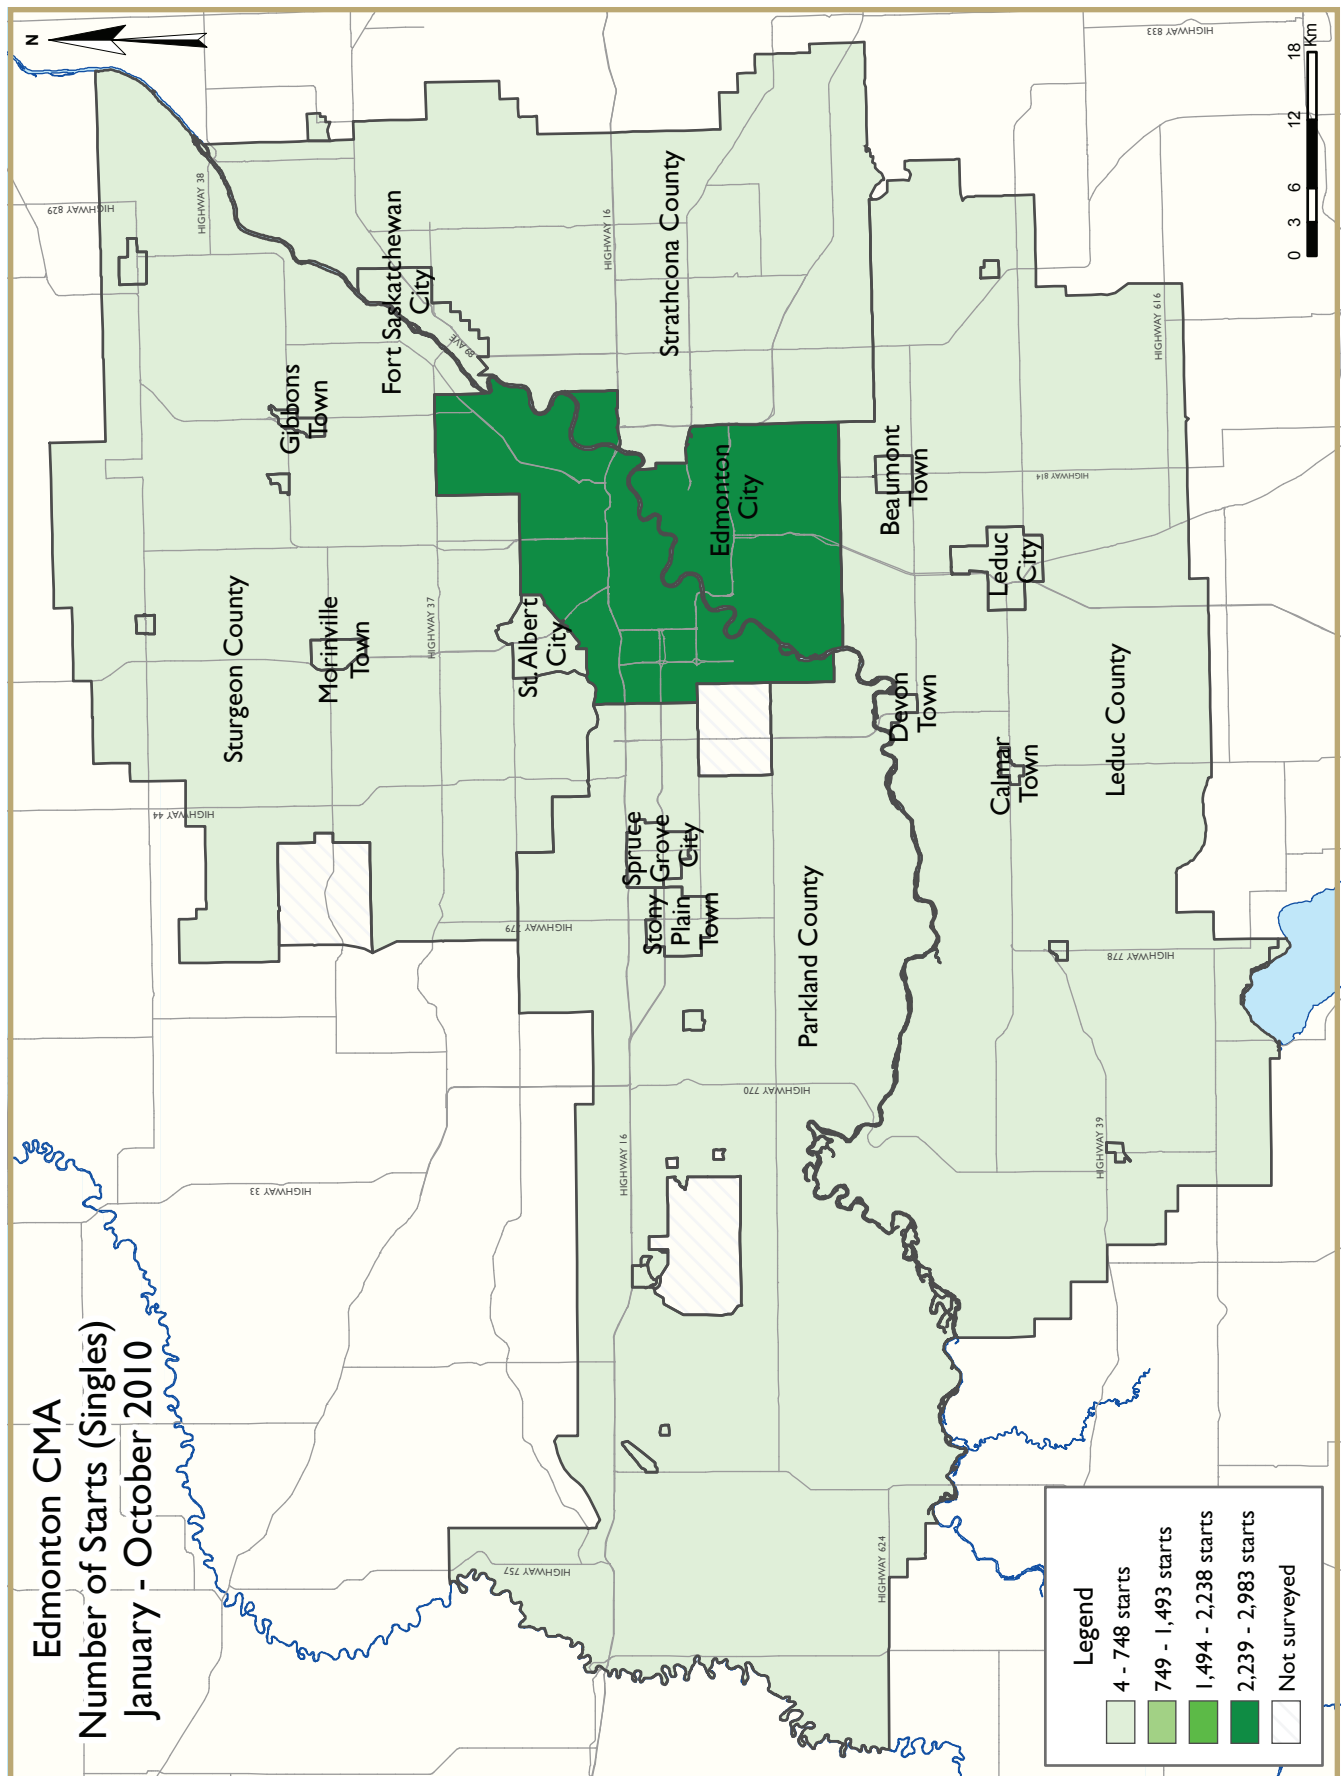 Edmonton CMA
Number of Starts (Singles)
January - October 2010
N
HIGHWAY 829
HIGHWAY 38
HIGHWAY 833
HIGHWAY 44
Sturgeon County
Gibbons
Town
Morinville
Town
Fort Saskatchewan
City
89 AVE
HIGHWAY 33
HIGHWAY 37
HIGHWAY 779
St. Albert
City
HIGHWAY 757
HIGHWAY 16
HIGHWAY 16
Spruce
Grove
City
Stony
Plain
Town
Strathcona County
Edmonton
City
HIGHWAY 770
Parkland County
HIGHWAY 624
Devon
Town
Beaumont
Town
Calmar
Town
Leduc
City
HIGHWAY 814
HIGHWAY 39
HIGHWAY 778
Leduc County
HIGHWAY 616
Legend
4 - 748 starts
749 - 1,493 starts
1,494 - 2,238 starts
2,239 - 2,983 starts
Not surveyed
0 3 6 12 18
Km